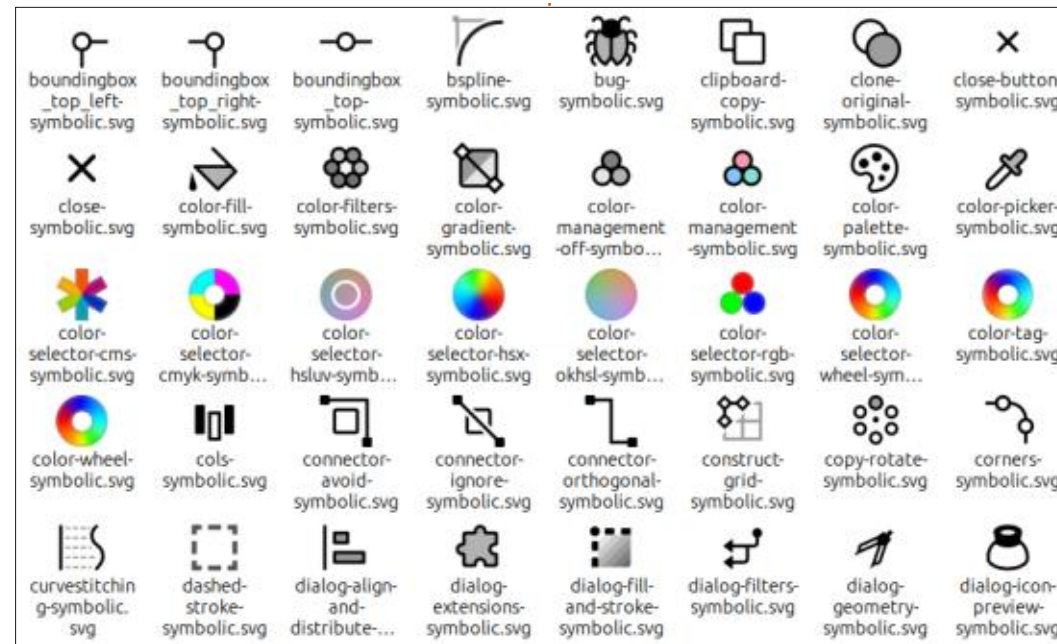 boundingbox boundingbox boundingbox bspline- bug- clipboard- clone- close-button
_top_left- _top_right- _top- symbolic.svg symbolic.svg copy- original- symbolic.svg
symbolic.svg symbolic.svg symbolic.svg symbolic.svg symbolic.svg
close- color-fill- color-filters- color- color- color- color- color-picker-
symbolic.svg symbolic.svg symbolic.svg gradient- management management palette- symbolic.svg
symbolic.svg -off-symbo... -symbolic.svg symbolic.svg
color- color- color- color- color- color- color- color-tag-
selector-cms- selector- selector- selector-hsx- selector- selector-rgb- selector- symbolic.svg
symbolic.svg cmyk-symb... hsluv-symb... symbolic.svg okhsl-symb... symbolic.svg wheel-sym...
color-wheel- cols- connector- connector- connector- construct- copy-rotate- corners-
symbolic.svg symbolic.svg avoid- ignore- orthogonal- grid- symbolic.svg symbolic.svg
symbolic.svg symbolic.svg symbolic.svg symbolic.svg
curvestitchin dashed- dialog-align- dialog- dialog-fill- dialog-filters- dialog- dialog-icon-
g-symbolic. stroke- and- extensions- and-stroke- symbolic.svg geometry- preview-
svg symbolic.svg distribute-... symbolic.svg symbolic.svg symbolic.svg symbolic.svg